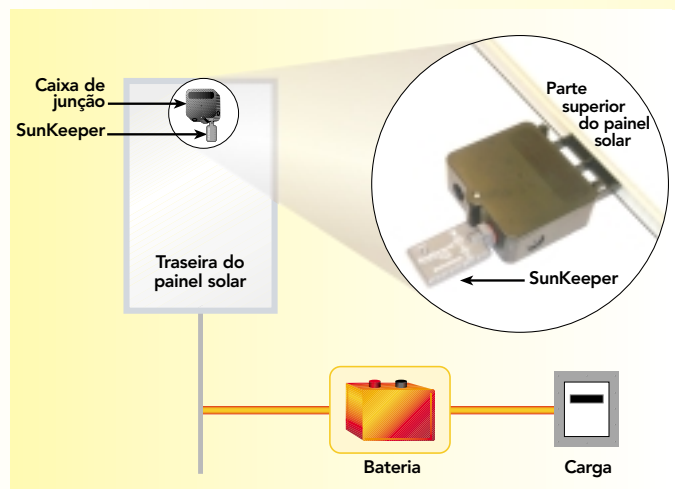 Caixa de
junção
SunKeeper
Traseira do
painel solar
Parte
superior
do painel
solar
SunKeeper
Bateria
Carga